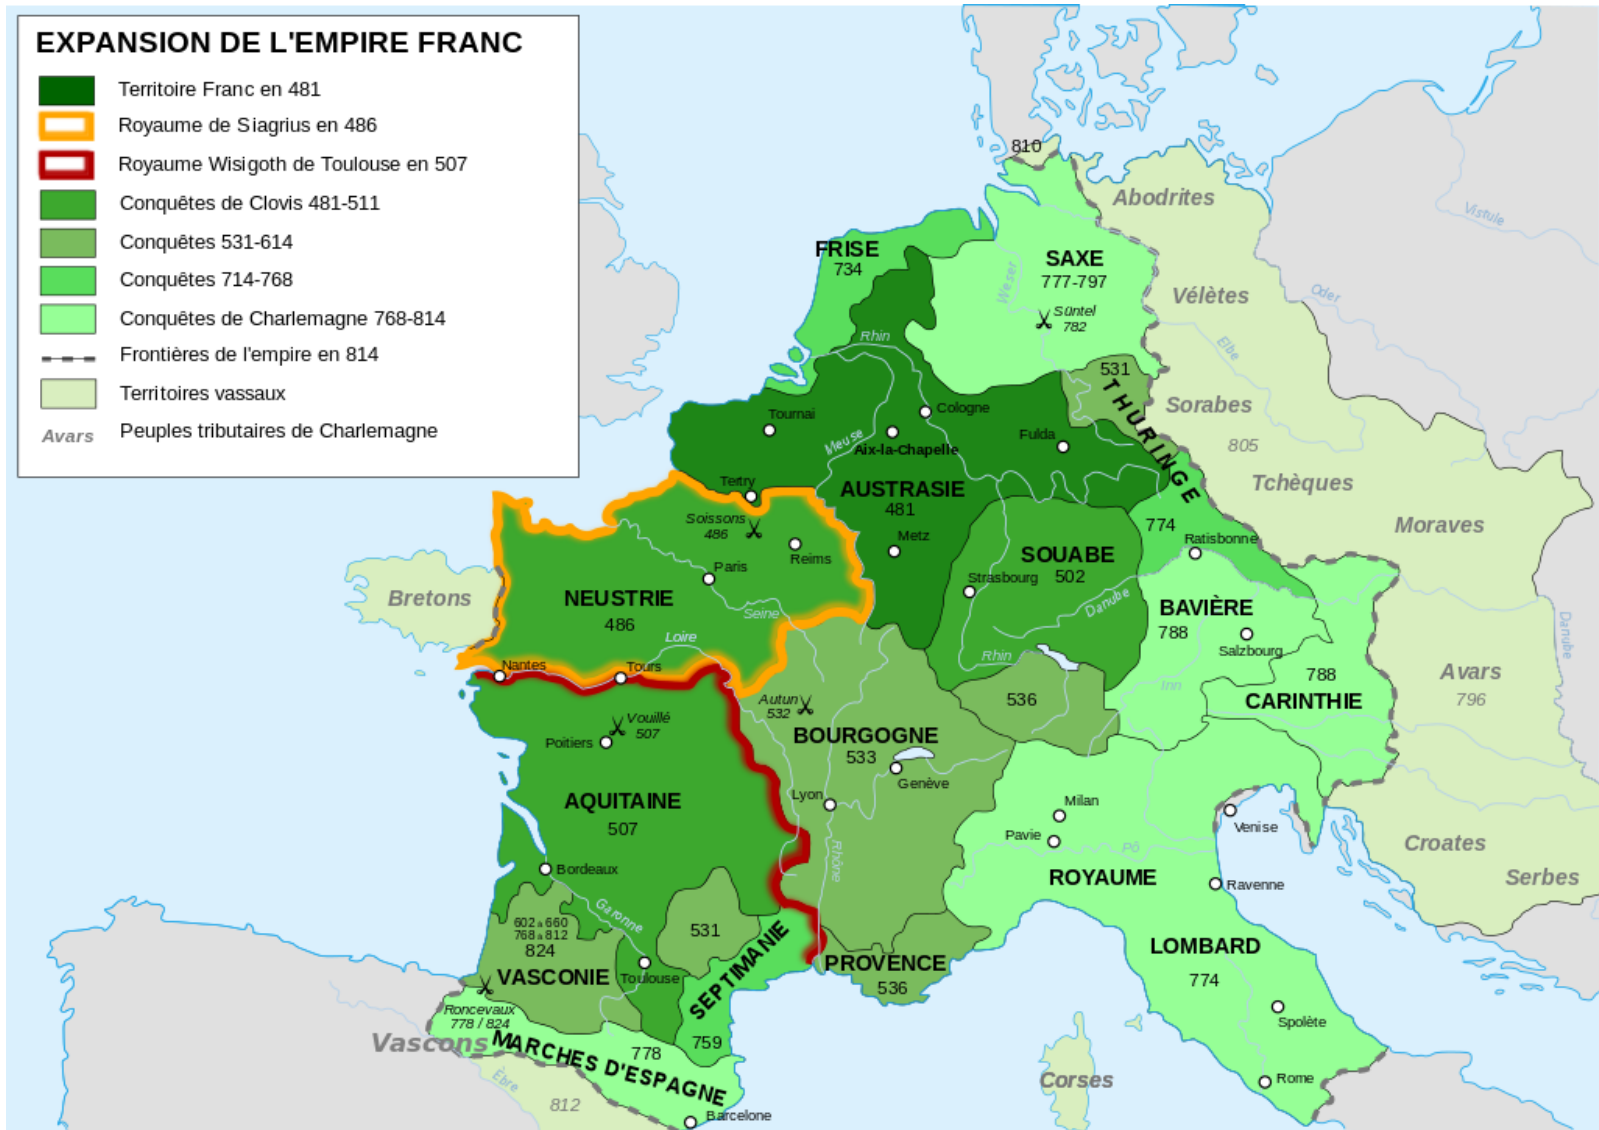 EXPANSION DE L'EMPIRE FRANC
Territoire Franc en 481
Royaume de Siagrius en 486
Royaume Wisigoth de Toulouse en 507
Conquêtes de Clovis 481-511
Conquêtes 531-614
Conquêtes 714-768
Conquêtes de Charlemagne 768-814
Frontières de l'empire en 814
Territoires vassaux
Avars Peuples tributaires de Charlemagne
810
Abodrites
Vistule
FRISE
734
SAXE
777-797
Weser
Süntel
782
Vélètes
Oder
Elbe
Rhin
531
THURINGE
Sorabes
805
Tchèques
Moraves
Tournai
Cologne
Meuse
Aix-la-Chapelle
Fulda
Tertry
AUSTRASIE
481
Metz
Soissons
486
Reims
Paris
774
Ratisbonne
SOUABE
502
Strasbourg
Danube
Bretons
NEUSTRIE
486
Seine
Loire
BAVIÈRE
788
Salzbourg
Danube
Nantes
Tours
Rhin
Inn
788
CARINTHIE
Avars
796
Autun
532
536
Vouillé
507
Poitiers
BOURGOGNE
533
Genève
Lyon
AQUITAINE
507
Milan
Pavie
Venise
Pô
Croates
Rhône
Bordeaux
ROYAUME
Ravenne
Serbes
Garonne
602 à 660
768 à 812
824
531
LOMBARD
774
VASCONIE
Toulouse
SEPTIMANIE
759
PROVENCE
536
Roncevaux
778 / 824
Spolète
Vascons
MARCHES D'ESPAGNE
778
Èbre
812
Barcelone
Corses
Rome